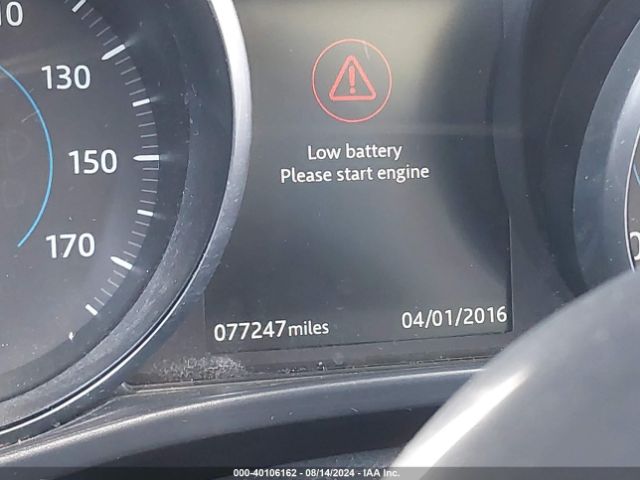 130
150
170
Low battery
Please start engine
077247 miles
04/01/2016
000-40106162 - 08/14/2024 - IAA Inc.